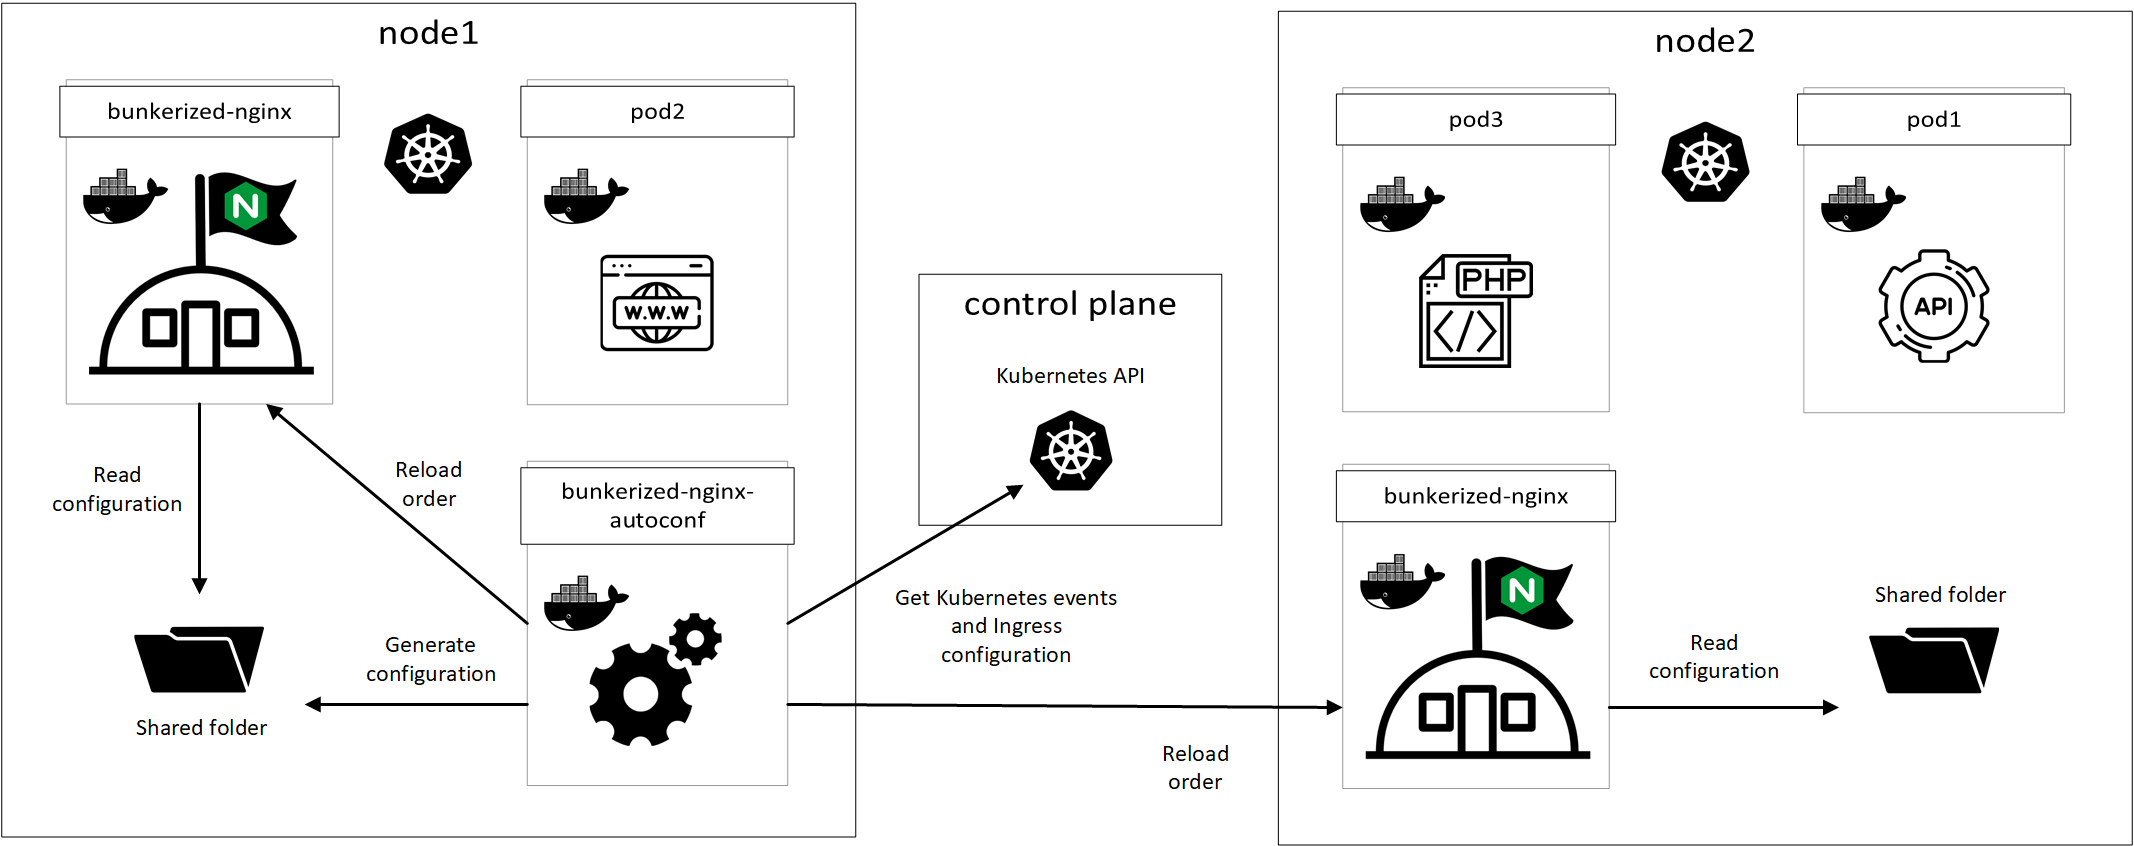 node1
bunkerized-nginx
N
pod2
W.W.W
Read
configuration
Reload
order
bunkerized-nginx-
autoconf
Generate
configuration
Shared folder
control plane
Kubernetes API
Get Kubernetes events
and Ingress
configuration
Reload
order
node2
pod3
PHP
</>
pod1
API
bunkerized-nginx
N
Read
configuration
Shared folder